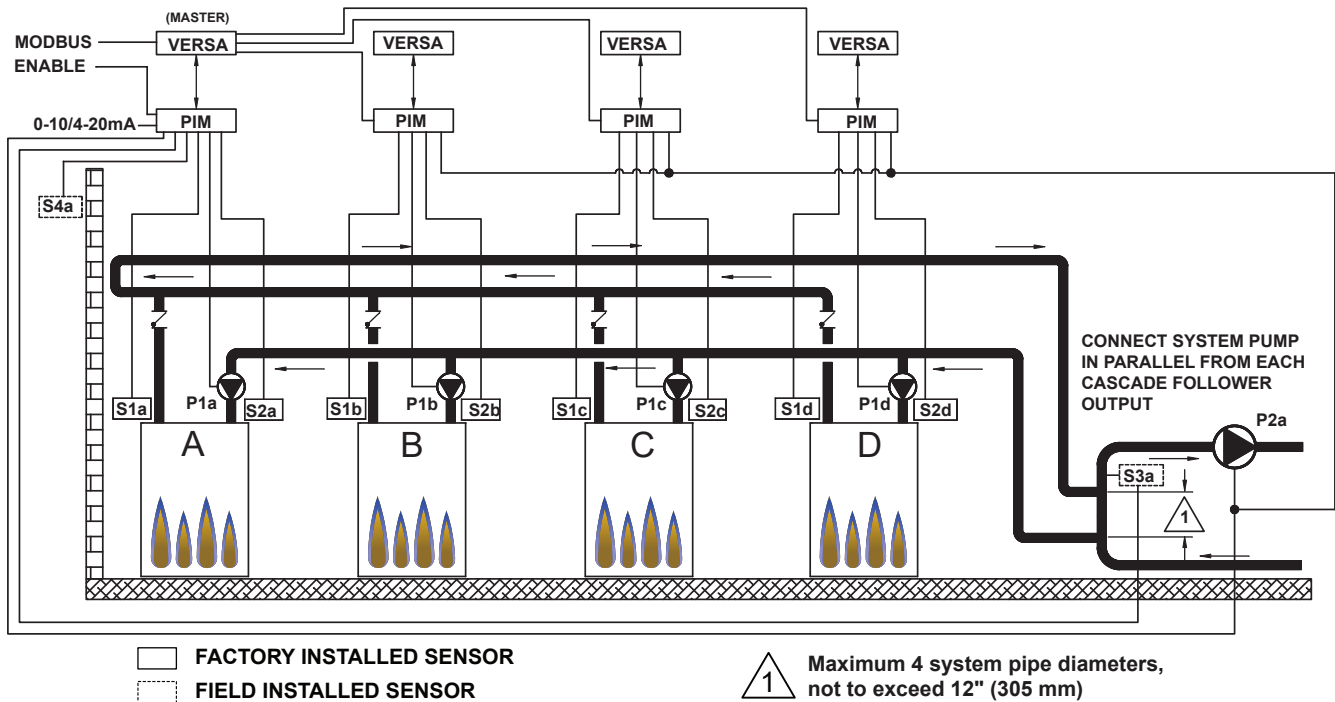 (MASTER)
MODBUS
VERSA
VERSA
VERSA
VERSA
ENABLE
0-10/4-20mA
PIM
PIM
PIM
PIM
S4a
CONNECT SYSTEM PUMP
IN PARALLEL FROM EACH
CASCADE FOLLOWER
OUTPUT
S1a
P1a
S2a
S1b
P1b
S2b
S1c
P1c
S2c
S1d
P1d
S2d
P2a
A
B
C
D
S3a
1
FACTORY INSTALLED SENSOR
FIELD INSTALLED SENSOR
1
Maximum 4 system pipe diameters,
not to exceed 12" (305 mm)